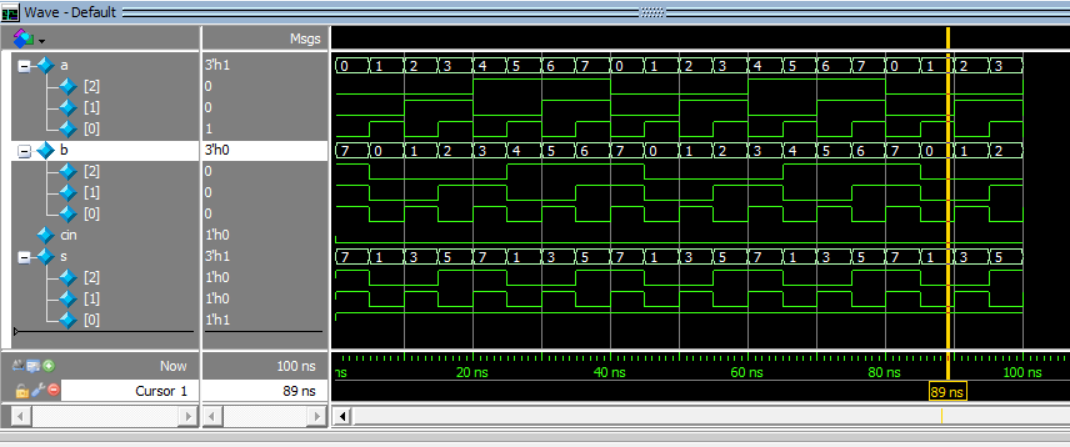 Wave - Default
Msgs
a 3'h1 0 1 2 3 4 5 6 7 0 1 2 3 4 5 6 7 0 1 2 3
[2] 0
[1] 0
[0] 1
b 3'h0 7 0 1 2 3 4 5 6 7 0 1 2 3 4 5 6 7 0 1 2
[2] 0
[1] 0
[0] 0
cin 1'h0
s 3'h1 7 1 3 5 7 1 3 5 7 1 3 5 7 1 3 5 7 1 3 5
[2] 1'h0
[1] 1'h0
[0] 1'h1
Now 100 ns ns 20 ns 40 ns 60 ns 80 ns 100 ns
Cursor 1 89 ns 89 ns